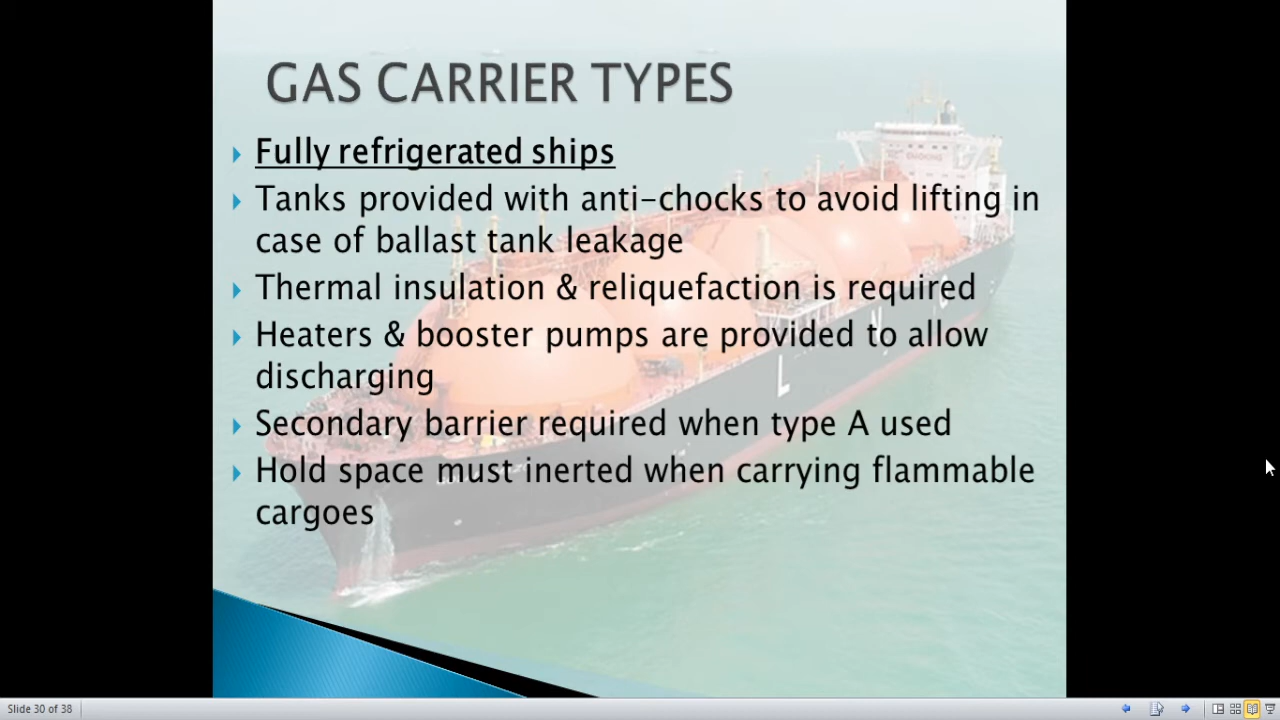 GAS CARRIER TYPES
Fully refrigerated ships
Tanks provided with anti-chocks to avoid lifting in
case of ballast tank leakage
Thermal insulation & reliquefaction is required
Heaters & booster pumps are provided to allow
discharging
Secondary barrier required when type A used
Hold space must inerted when carrying flammable
cargoes
L N G
Slide 30 of 38